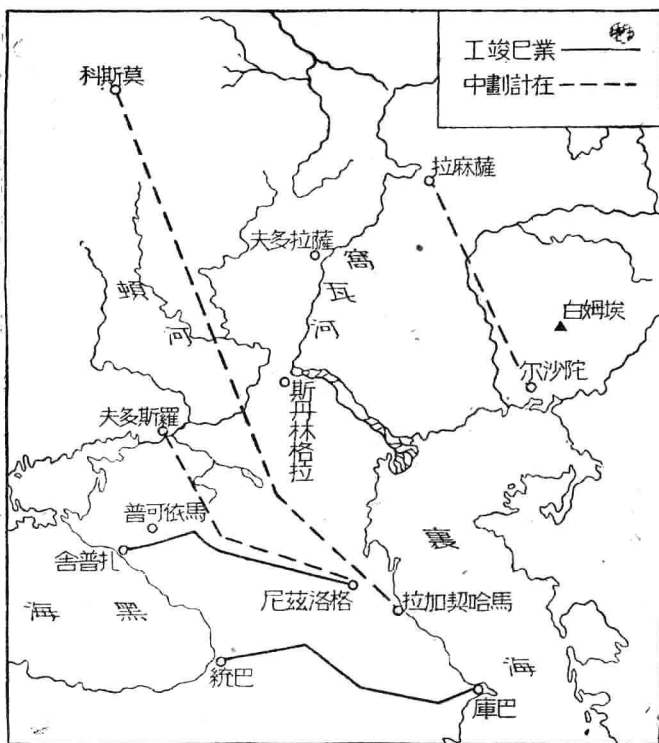 業已竣工
在計劃中
莫斯科
薩麻拉
薩拉多夫
窩瓦河
頓河
埃姆白
陀沙尔
斯丹林格拉
羅斯多夫
馬依可普
扎普舍
格洛兹尼
馬哈契加拉
裏海
黑海
巴統
巴庫